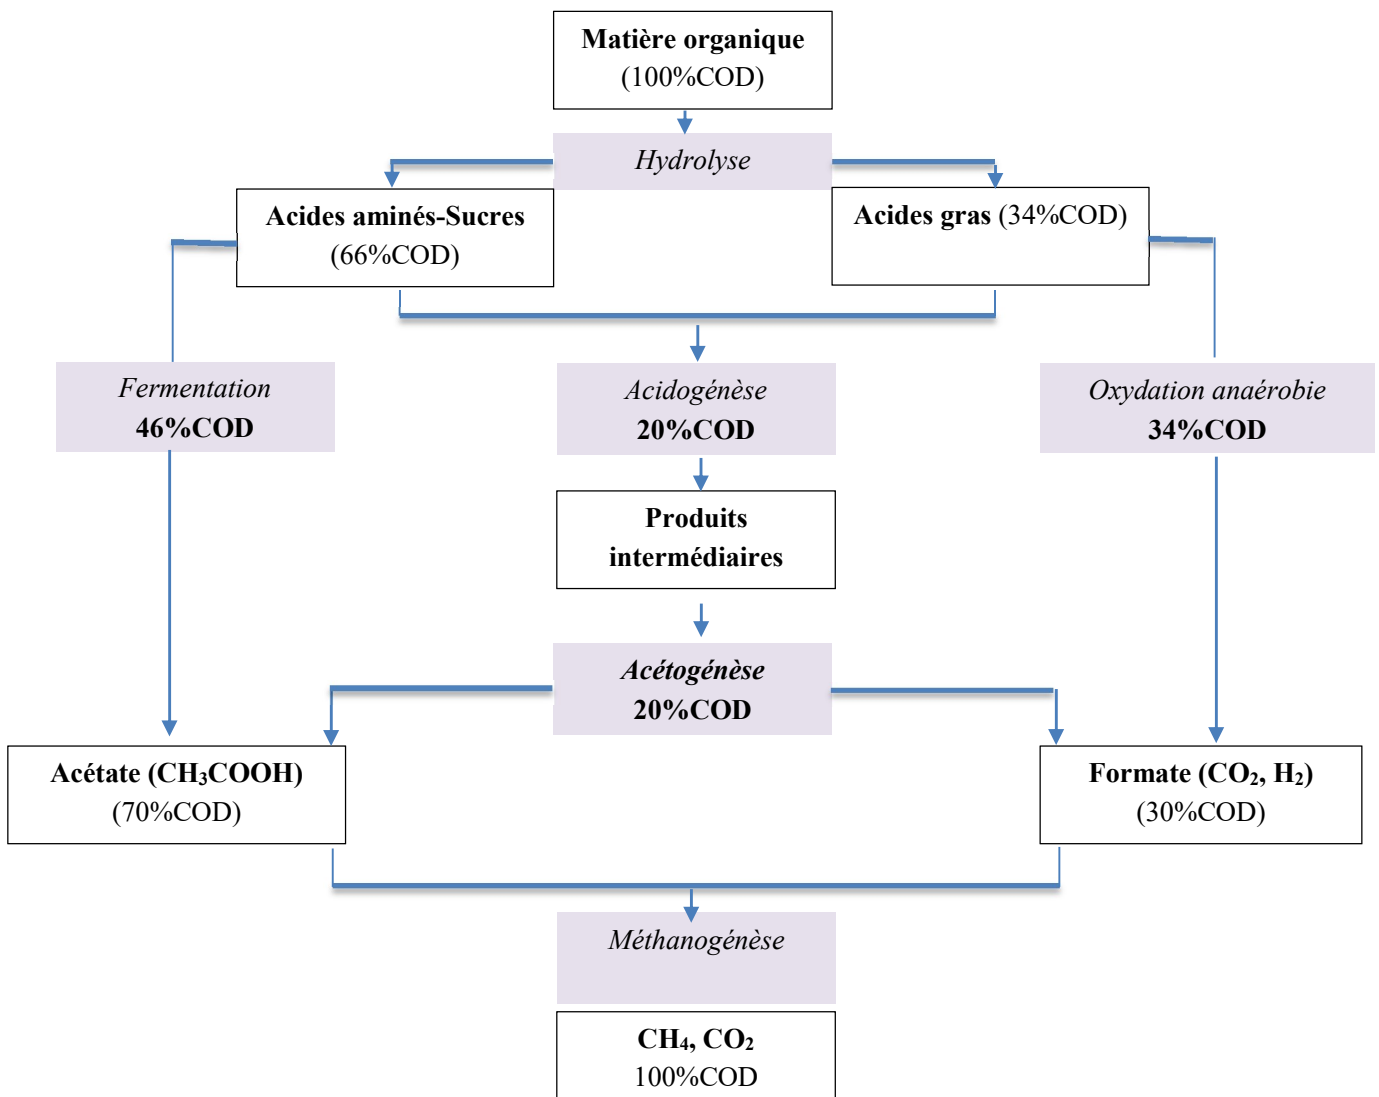 Matière organique
(100%COD)
Hydrolyse
Acides aminés-Sucres
(66%COD)
Acides gras (34%COD)
Fermentation
46%COD
Acidogénèse
20%COD
Oxydation anaérobie
34%COD
Produits
intermédiaires
Acétogénèse
20%COD
Acétate (CH₃COOH)
(70%COD)
Formate (CO₂, H₂)
(30%COD)
Méthanogénèse
CH₄, CO₂
100%COD